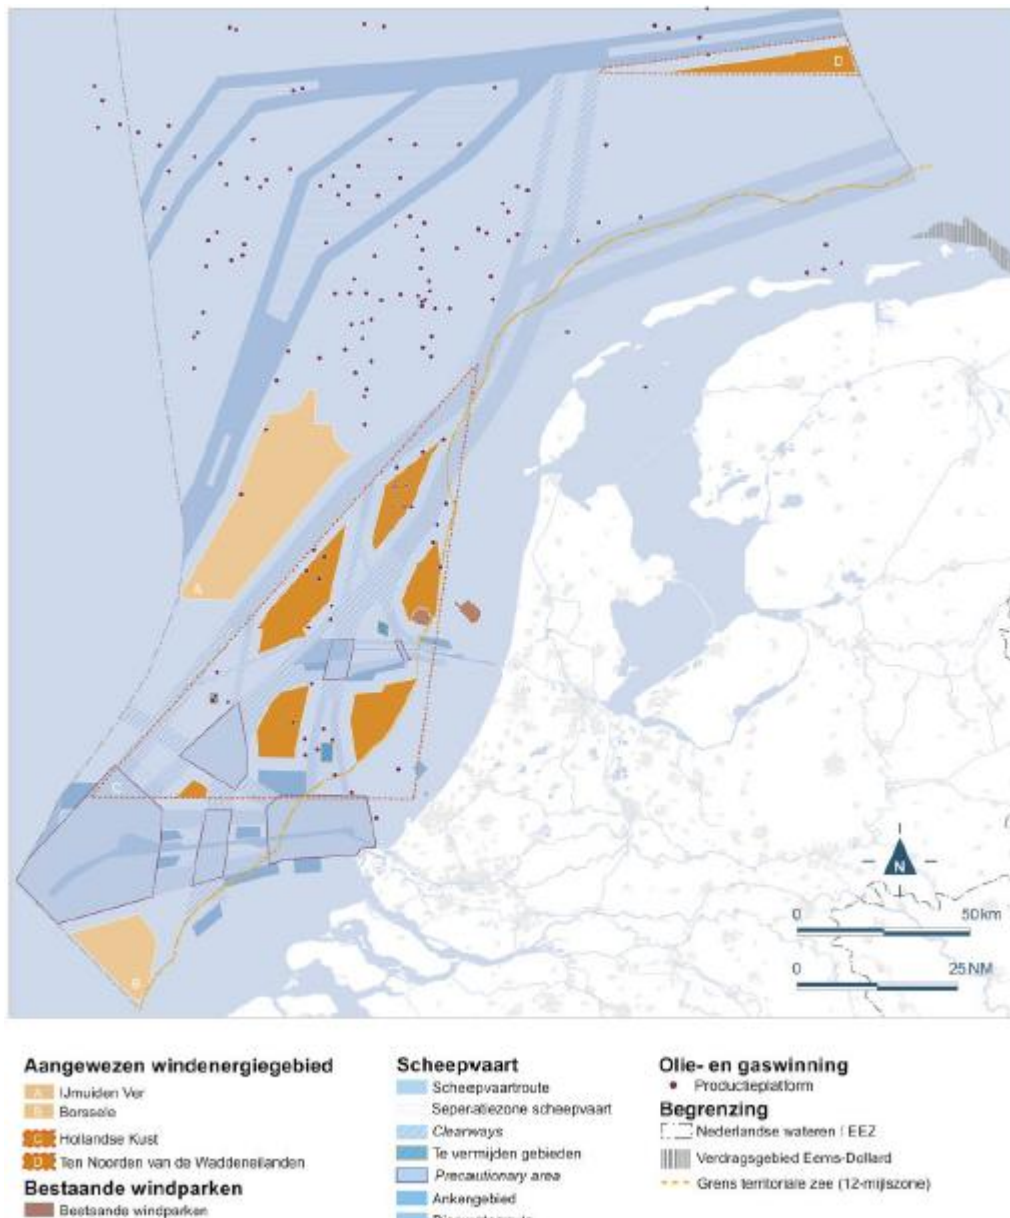 D
A
C
B
N
0 50km
0 25NM
Aangewezen windenergiegebied
A IJmuiden Ver
B Borssele
C Hollandse Kust
D Ten Noorden van de Waddeneilanden
Bestaande windparken
Bestaande windparken
Scheepvaart
Scheepvaartroute
Seperatiezone scheepvaart
Clearways
Te vermijden gebieden
Precautionary area
Ankergebied
Olie- en gaswinning
Productieplatform
Begrenzing
Nederlandse wateren / EEZ
Verdragsgebied Eems-Dollard
Grens territoriale zee (12-mijlszone)